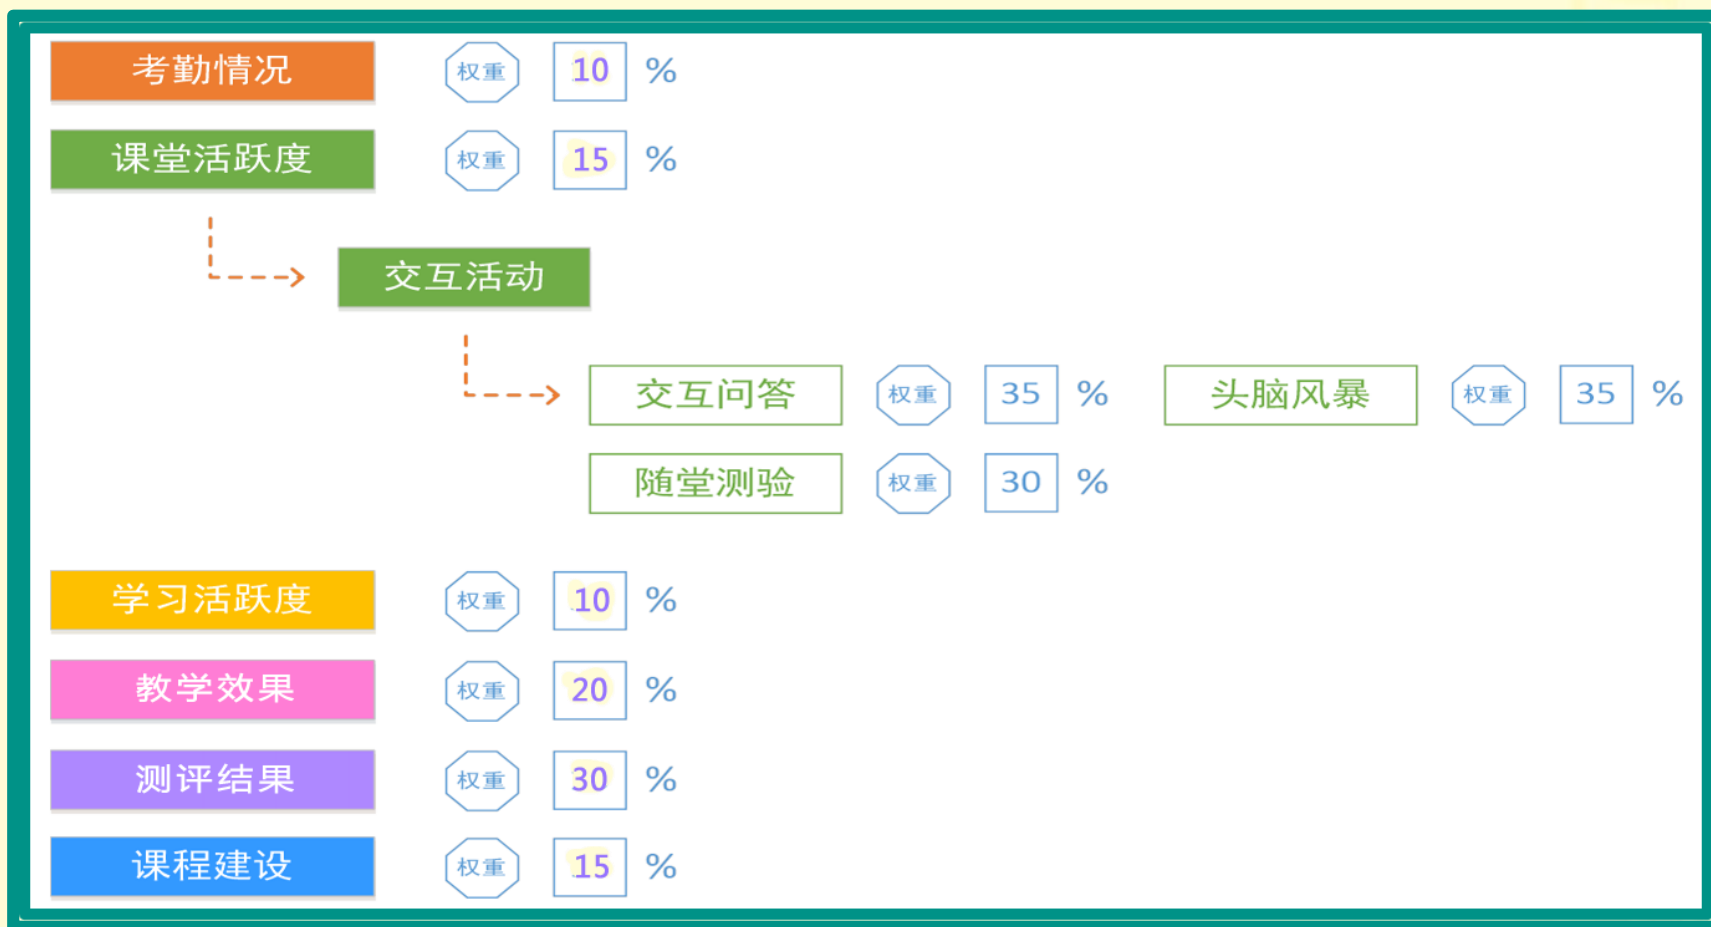 考勤情况 权重 10 %
课堂活跃度 权重 15 %
交互活动
交互问答 权重 35 % 头脑风暴 权重 35 %
随堂测验 权重 30 %
学习活跃度 权重 10 %
教学效果 权重 20 %
测评结果 权重 30 %
课程建设 权重 15 %